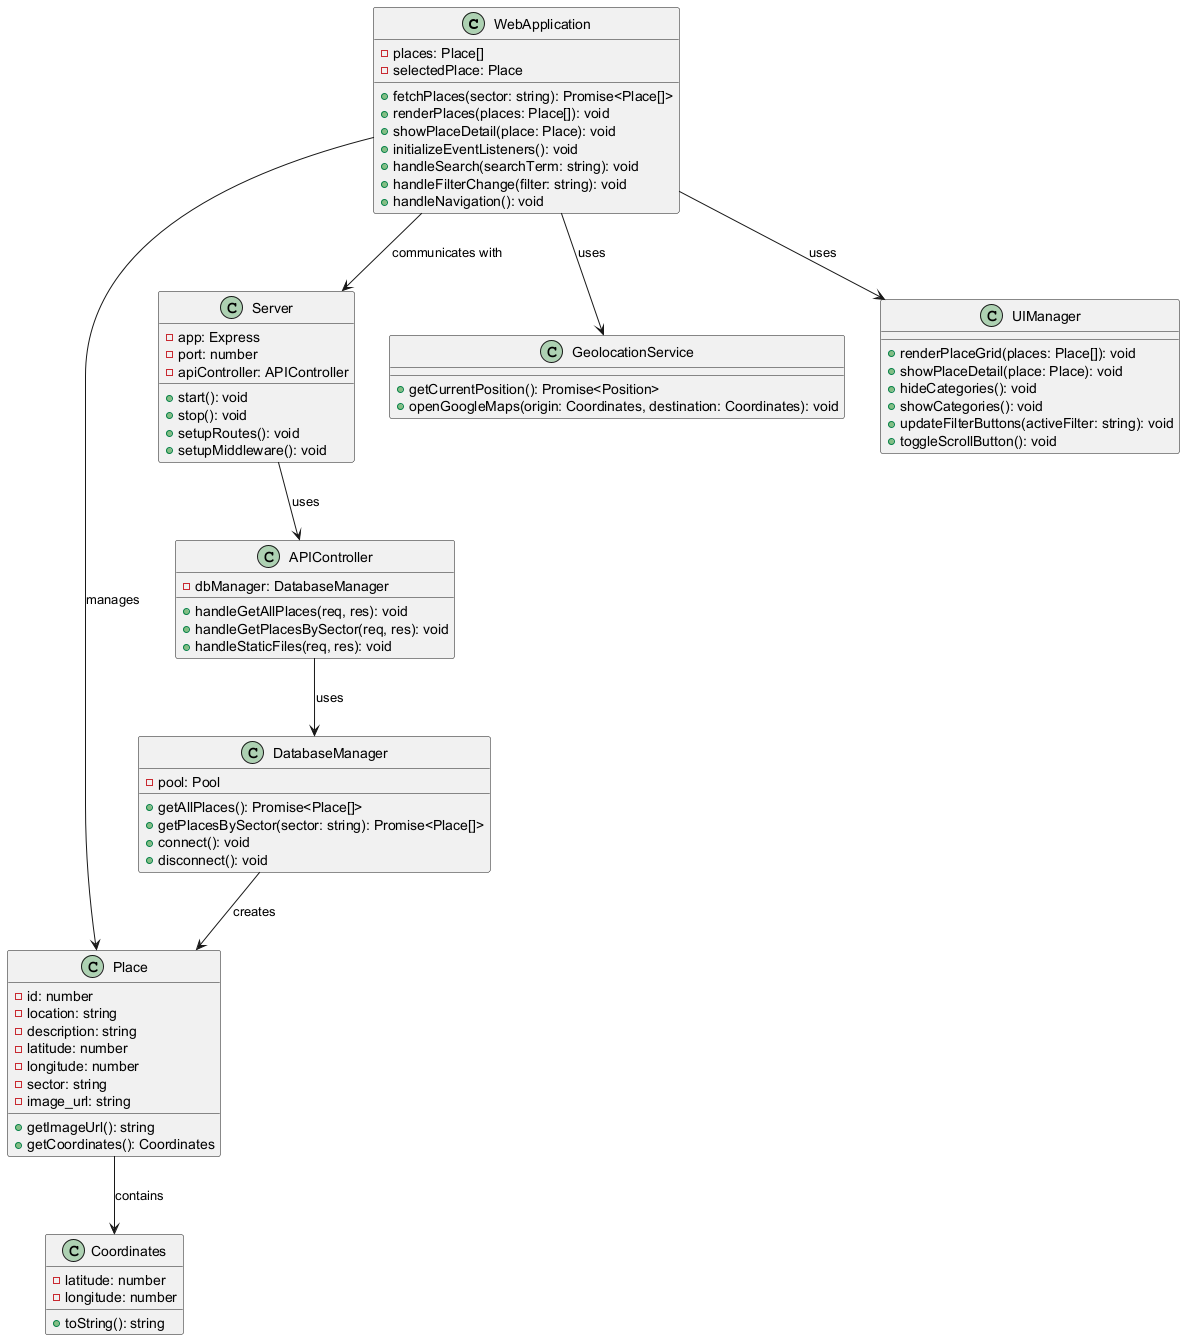 C WebApplication
places: Place[]
selectedPlace: Place
fetchPlaces(sector: string): Promise<Place[]>
renderPlaces(places: Place[]): void
showPlaceDetail(place: Place): void
initializeEventListeners(): void
handleSearch(searchTerm: string): void
handleFilterChange(filter: string): void
handleNavigation(): void
communicates with
uses
uses
C Server
app: Express
port: number
apiController: APIController
start(): void
stop(): void
setupRoutes(): void
setupMiddleware(): void
C GeolocationService
getCurrentPosition(): Promise<Position>
openGoogleMaps(origin: Coordinates, destination: Coordinates): void
C UIManager
renderPlaceGrid(places: Place[]): void
showPlaceDetail(place: Place): void
hideCategories(): void
showCategories(): void
updateFilterButtons(activeFilter: string): void
toggleScrollButton(): void
uses
C APIController
dbManager: DatabaseManager
handleGetAllPlaces(req, res): void
handleGetPlacesBySector(req, res): void
handleStaticFiles(req, res): void
manages
uses
C DatabaseManager
pool: Pool
getAllPlaces(): Promise<Place[]>
getPlacesBySector(sector: string): Promise<Place[]>
connect(): void
disconnect(): void
creates
C Place
id: number
location: string
description: string
latitude: number
longitude: number
sector: string
image_url: string
getImageUrl(): string
getCoordinates(): Coordinates
contains
C Coordinates
latitude: number
longitude: number
toString(): string